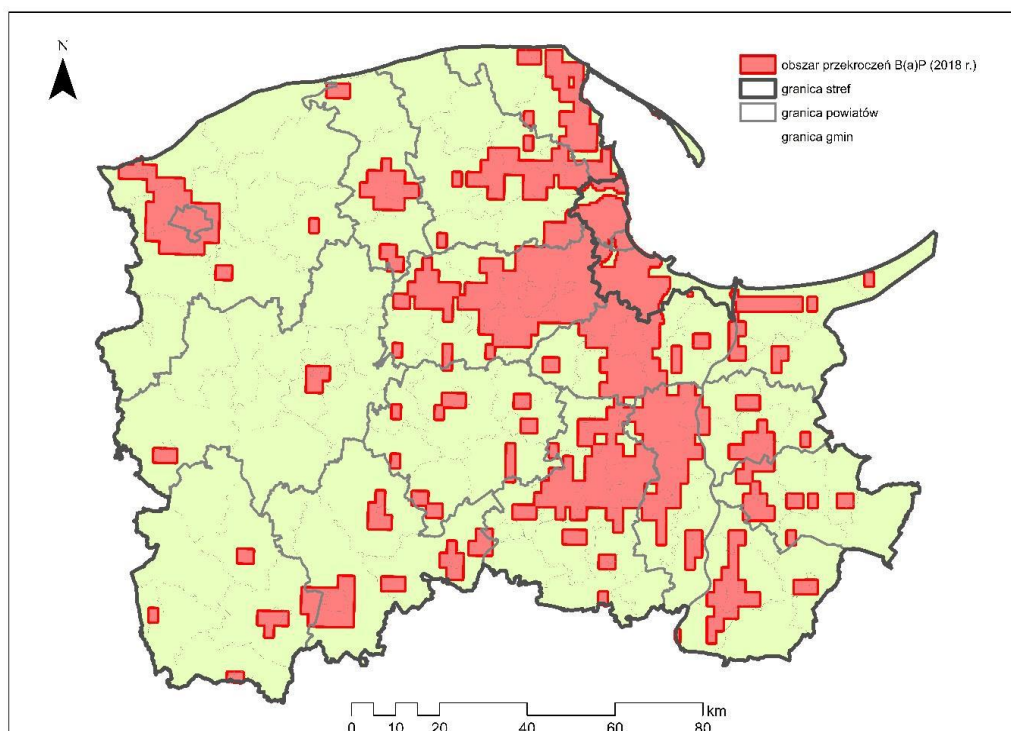 N
obszar przekroczeń B(a)P (2018 r.)
granica stref
granica powiatów
granica gmin
km
0 10 20 40 60 80